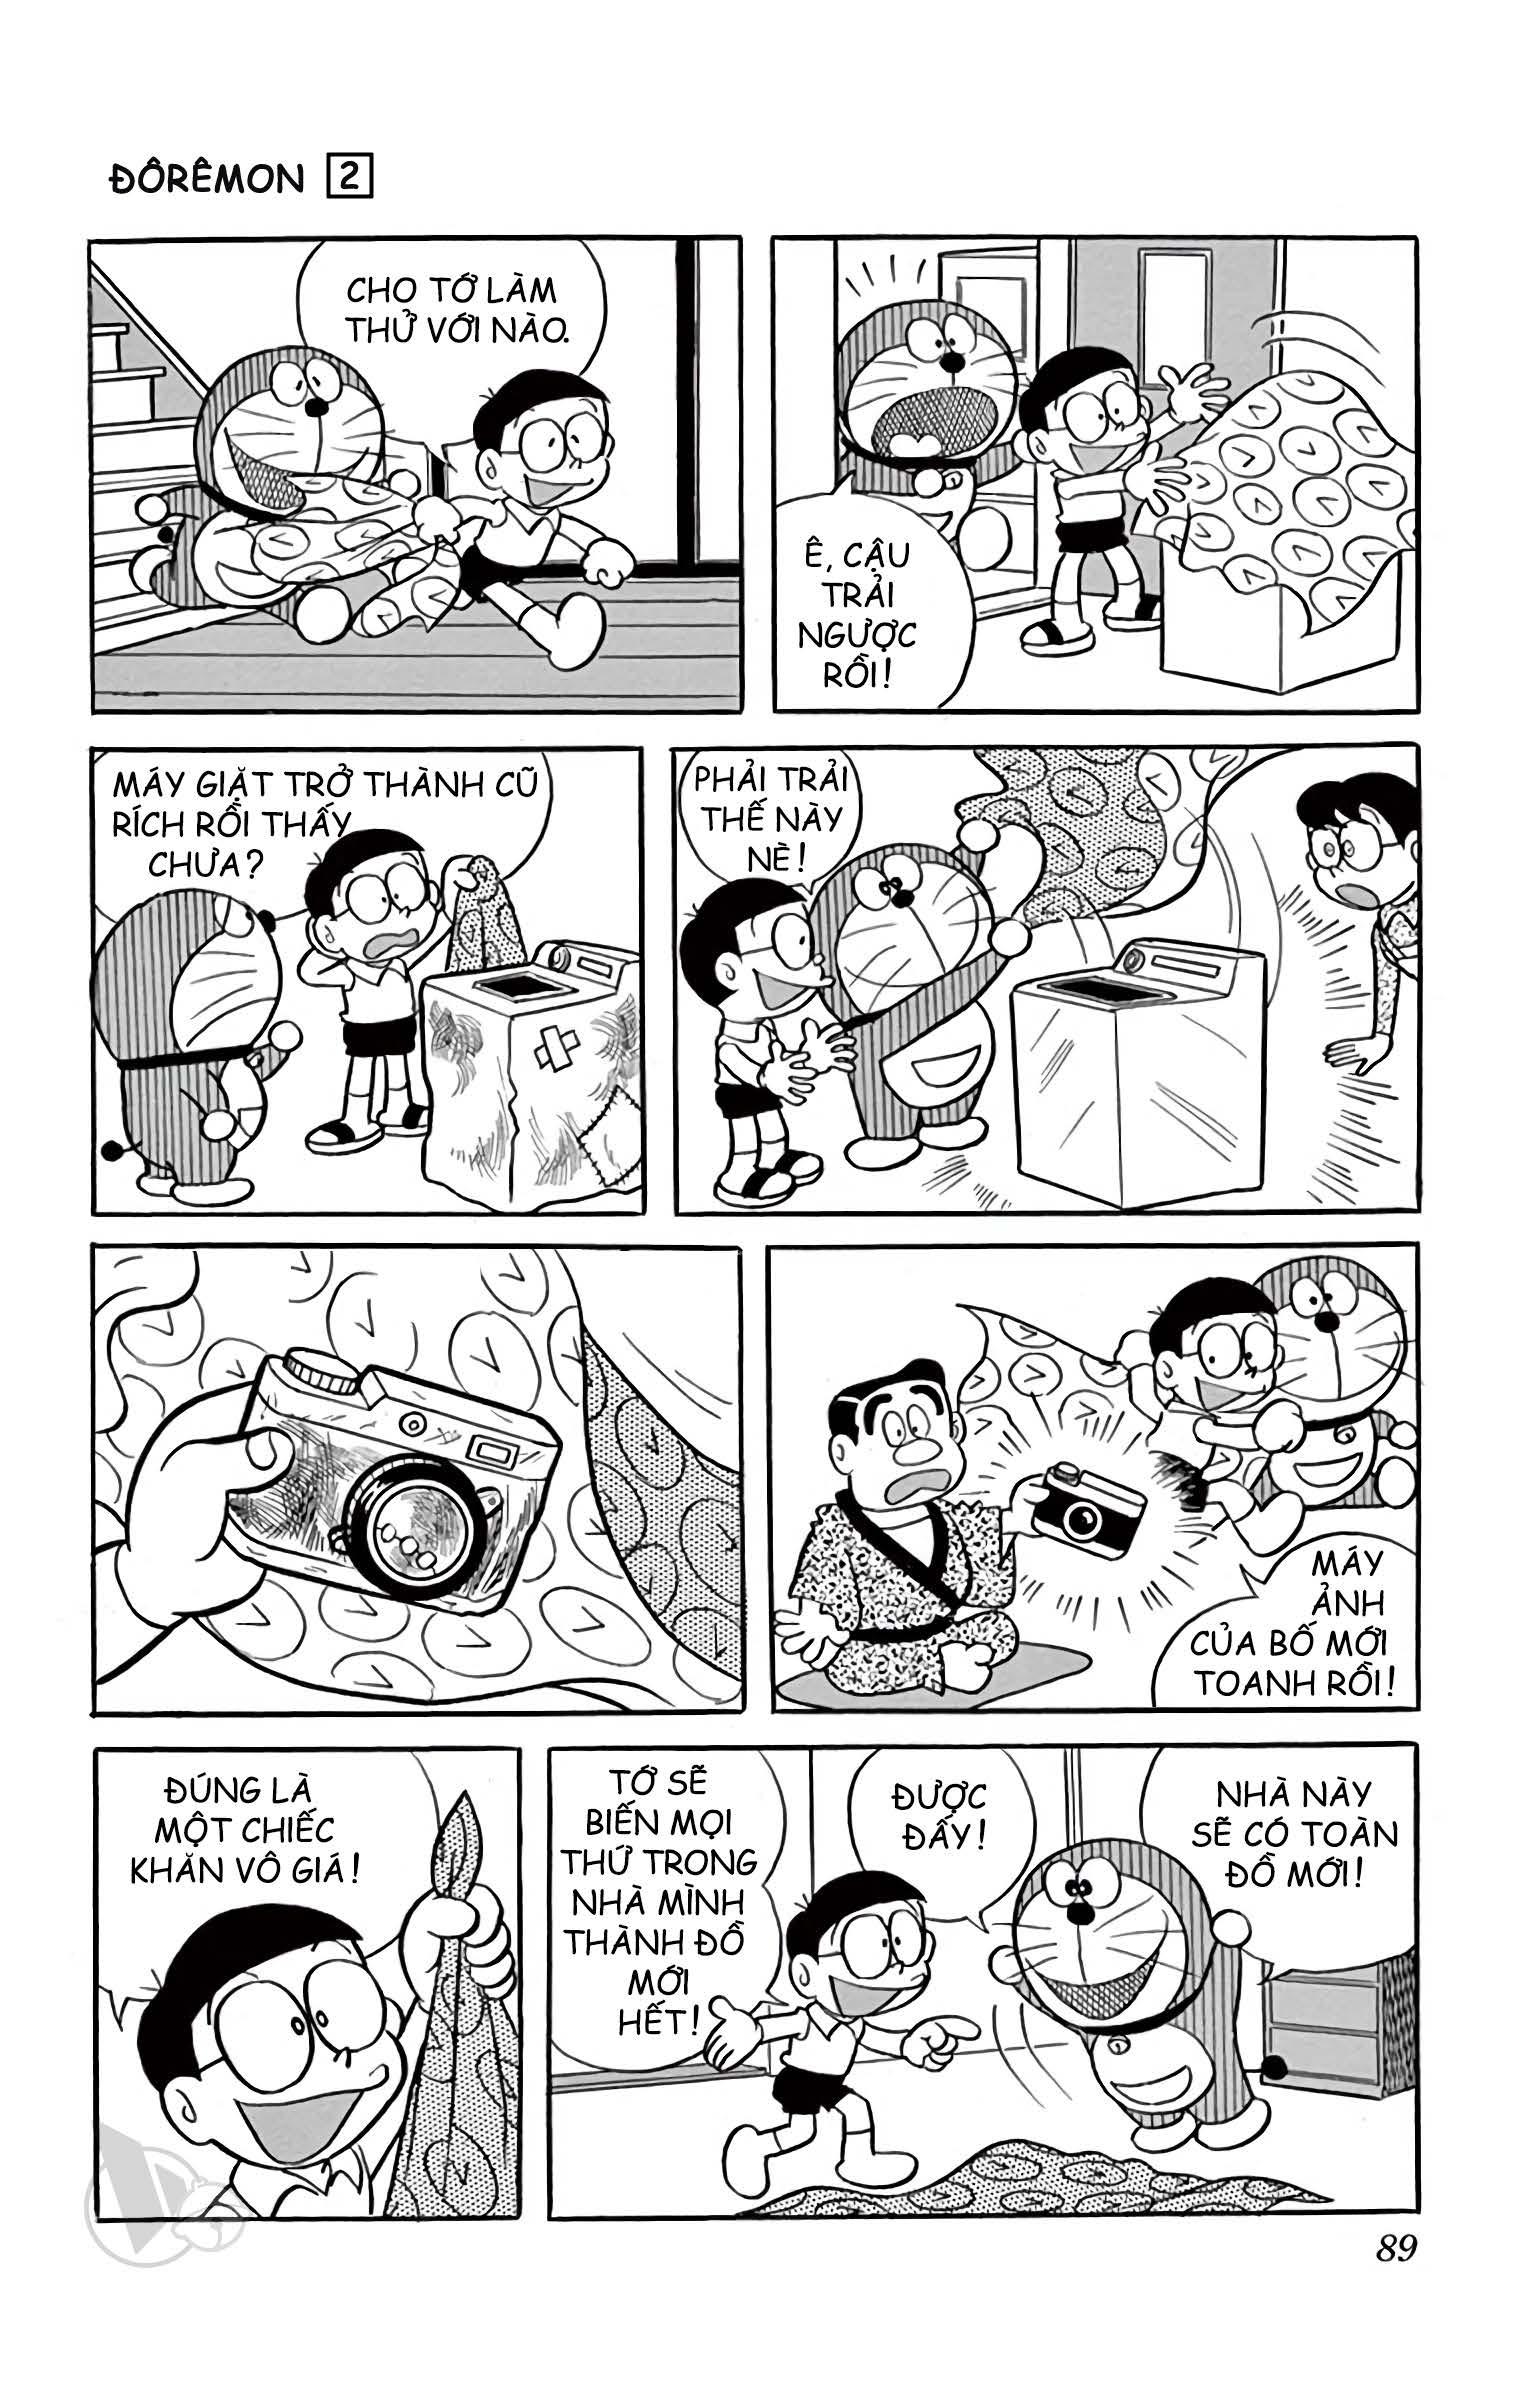 ĐÔRÊMON 2
CHO TỚ LÀM
THỬ VỚI NÀO.
Ê, CẬU
TRẢI
NGƯỢC
RỒI!
MÁY GIẶT TRỞ THÀNH CŨ
RÍCH RỒI THẤY
CHƯA?
PHẢI TRẢI
THẾ NÀY
NÈ!
MÁY
ẢNH
CỦA BỐ MỚI
TOANH RỒI!
ĐÚNG LÀ
MỘT CHIẾC
KHĂN VÔ GIÁ!
TỚ SẼ
BIẾN MỌI
THỨ TRONG
NHÀ MÌNH
THÀNH ĐỒ
MỚI
HẾT!
ĐƯỢC
ĐẤY!
NHÀ NÀY
SẼ CÓ TOÀN
ĐỒ MỚI!
89